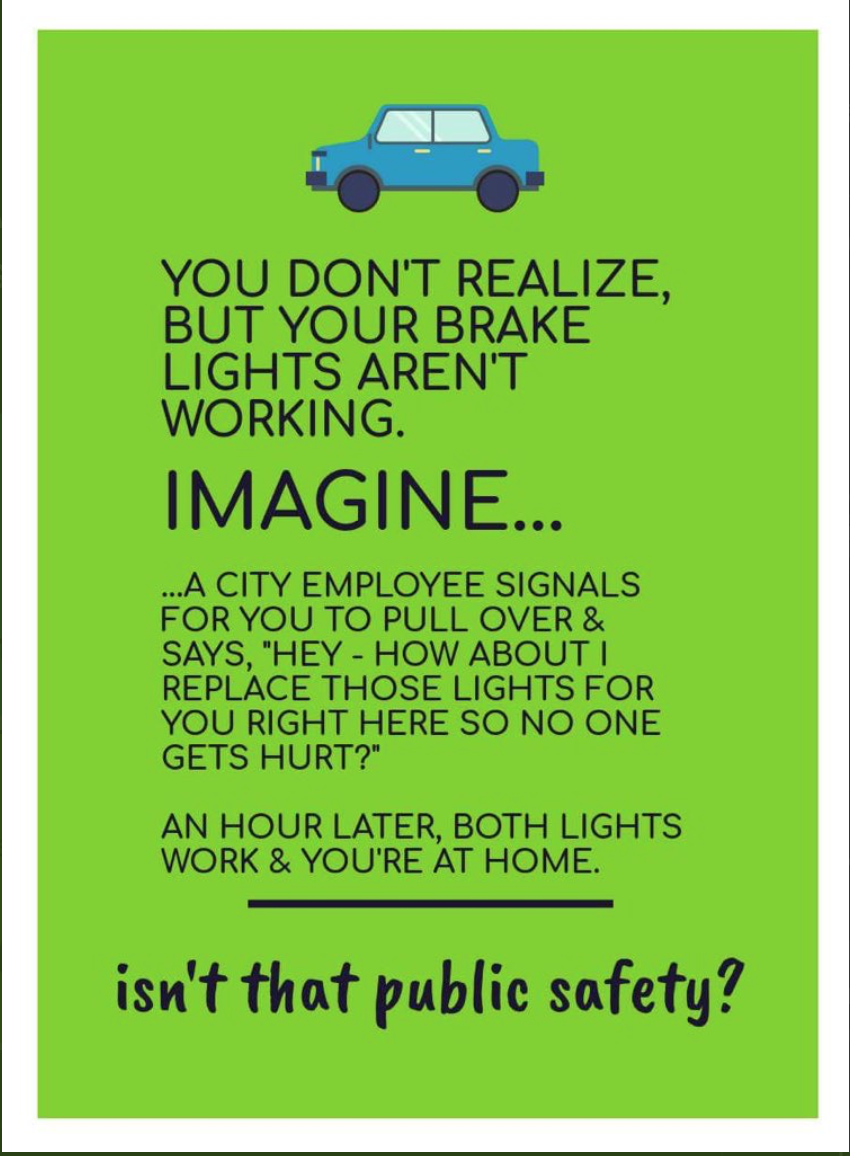 YOU DON'T REALIZE,
BUT YOUR BRAKE
LIGHTS AREN'T
WORKING.
IMAGINE...
...A CITY EMPLOYEE SIGNALS
FOR YOU TO PULL OVER &
SAYS, "HEY - HOW ABOUT I
REPLACE THOSE LIGHTS FOR
YOU RIGHT HERE SO NO ONE
GETS HURT?"
AN HOUR LATER, BOTH LIGHTS
WORK & YOU'RE AT HOME.
isn't that public safety?